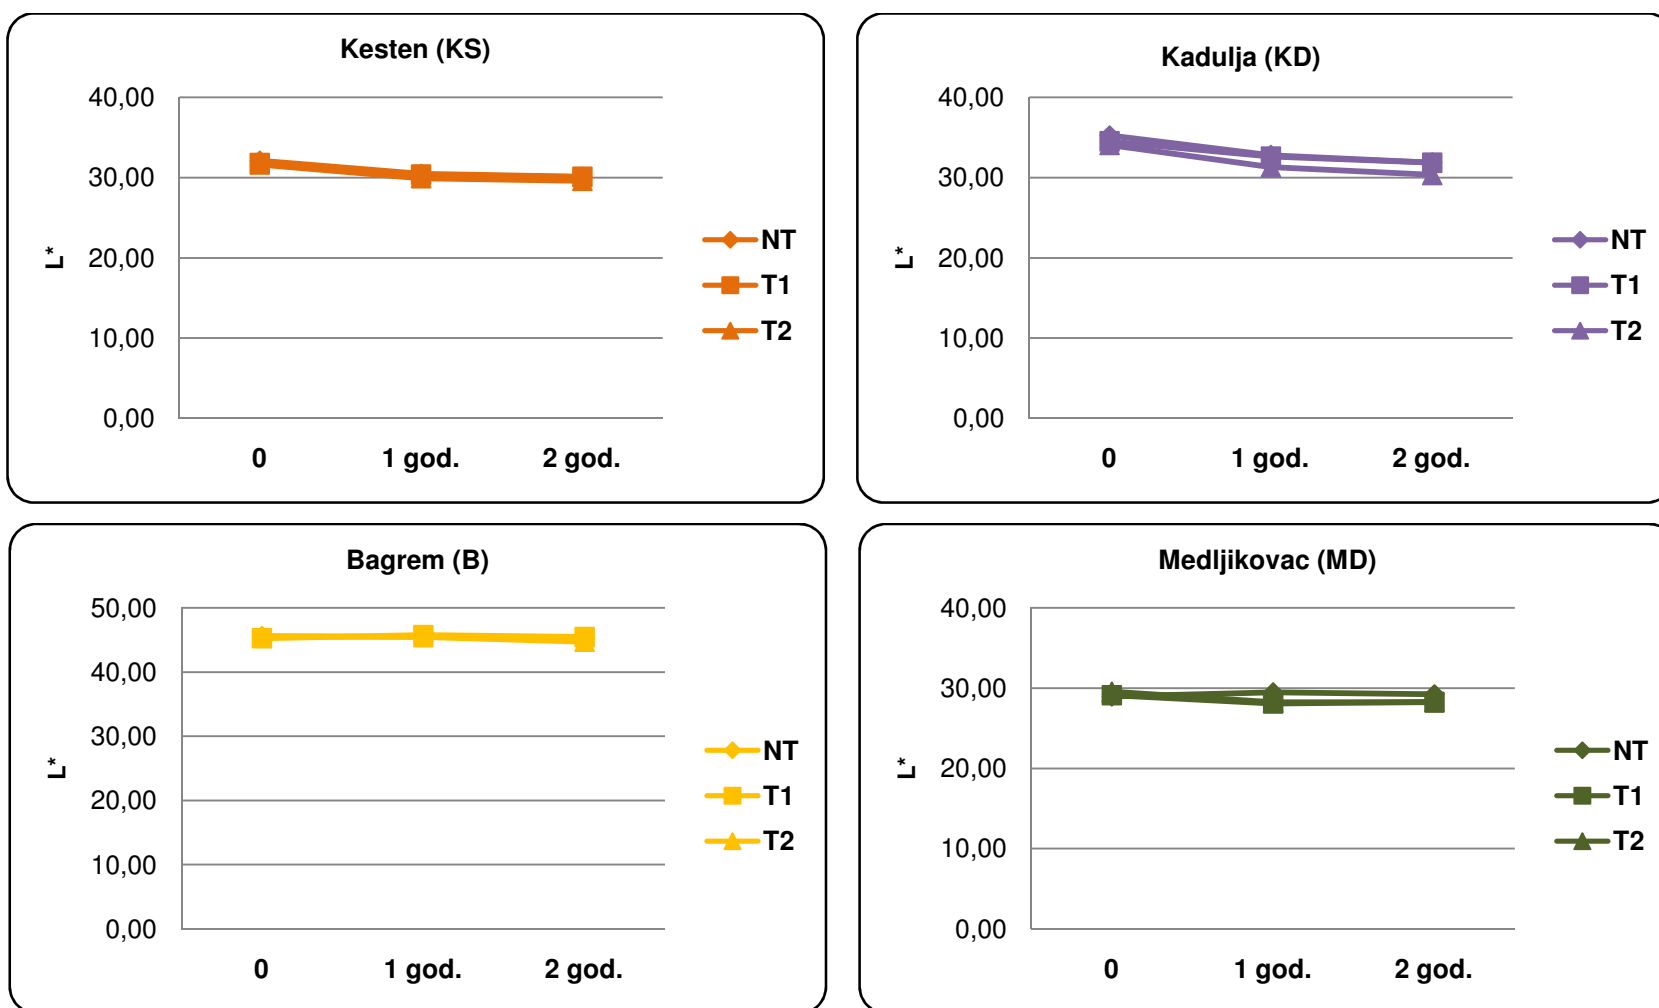 Kesten (KS)
40,00
30,00
20,00
10,00
0,00
L*
0 1 god. 2 god.
NT
T1
T2
Kadulja (KD)
40,00
30,00
20,00
10,00
0,00
L*
0 1 god. 2 god.
NT
T1
T2
Bagrem (B)
50,00
40,00
30,00
20,00
10,00
0,00
L*
0 1 god. 2 god.
NT
T1
T2
Medljikovac (MD)
40,00
30,00
20,00
10,00
0,00
L*
0 1 god. 2 god.
NT
T1
T2